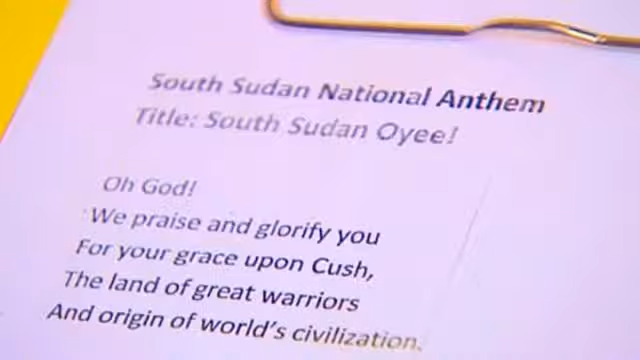 South Sudan National Anthem
Title: South Sudan Oyee!
Oh God!
We praise and glorify you
For your grace upon Cush,
The land of great warriors
And origin of world's civilization.